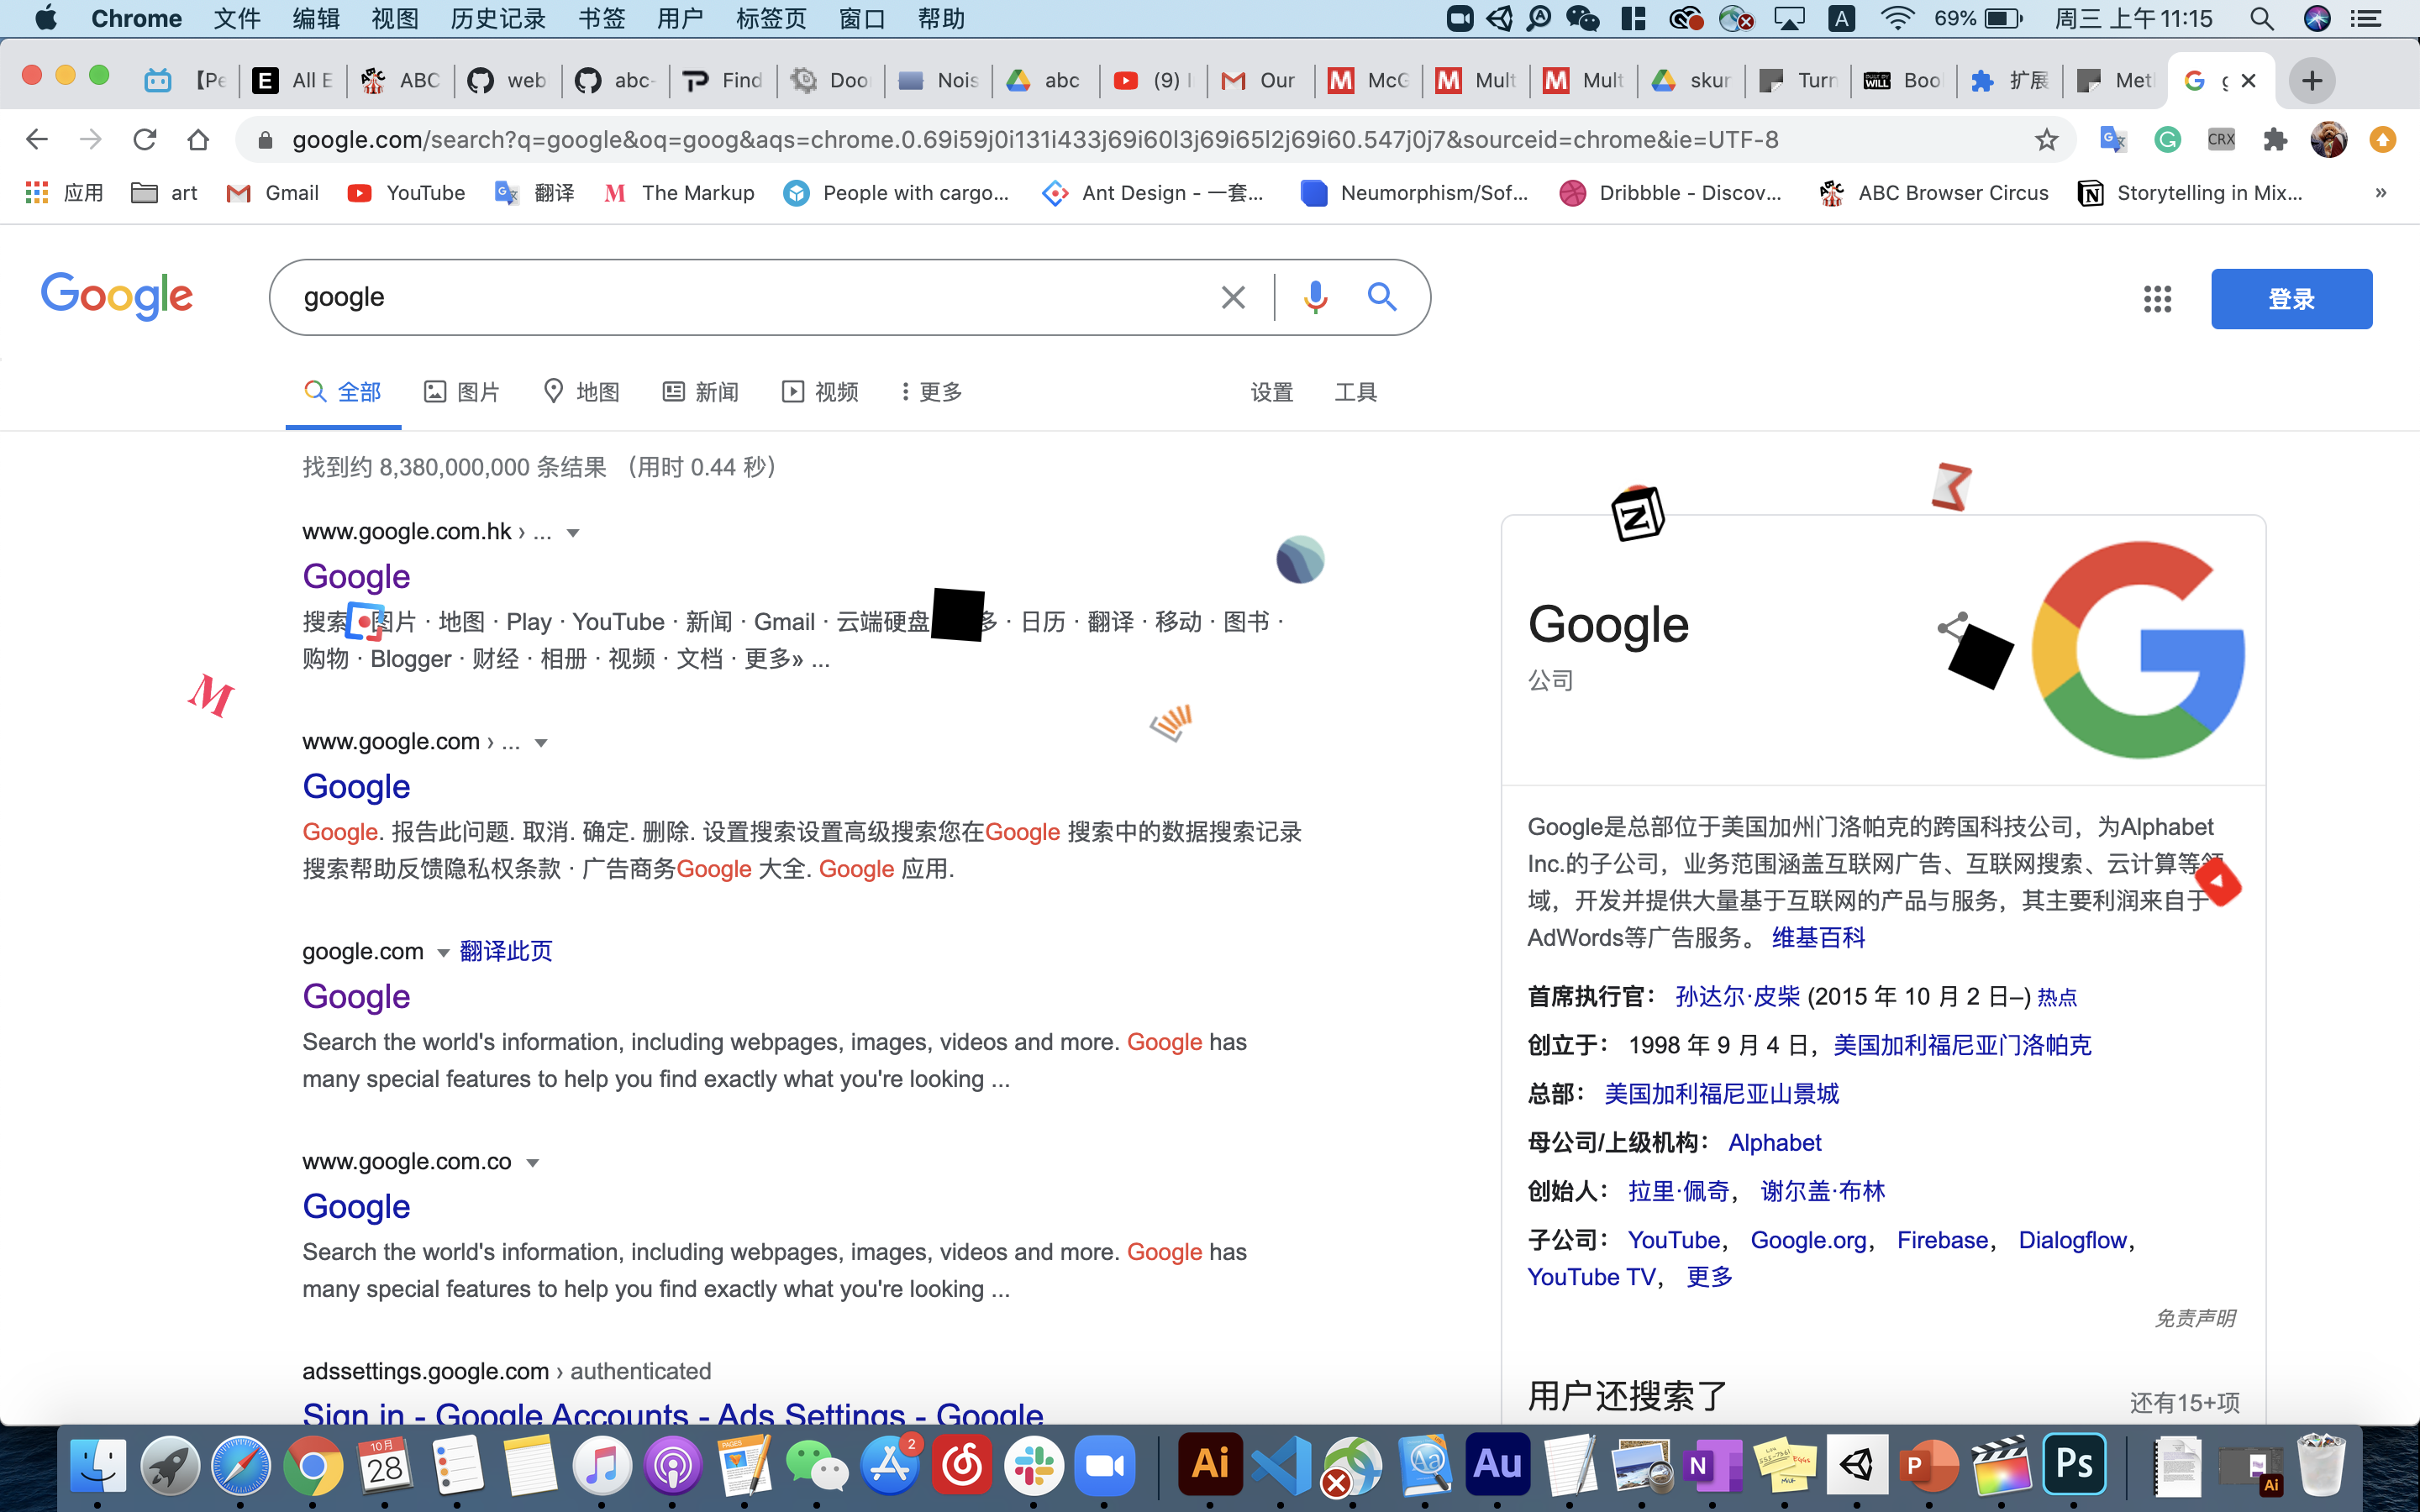 Chrome 文件 编辑 视图 历史记录 书签 用户 标签页 窗口 帮助 A 69% 周三 上午11:15
【Pe All E ABC web abc- Find Doo Nois abc (9) Our McG Mult Mult skur Turn Boo 扩展 Met g
google.com/search?q=google&oq=goog&aqs=chrome.0.69i59j0i131i433j69i60l3j69i65l2j69i60.547j0j7&sourceid=chrome&ie=UTF-8 CRX
应用 art Gmail YouTube 翻译 The Markup People with cargo... Ant Design - 一套... Neumorphism/Sof... Dribbble - Discov... ABC Browser Circus Storytelling in Mix... »
Google google 登录
全部 图片 地图 新闻 视频 更多 设置 工具
找到约 8,380,000,000 条结果 （用时 0.44 秒）
www.google.com.hk › ...
Google
搜索 图片 · 地图 · Play · YouTube · 新闻 · Gmail · 云端硬盘 多 · 日历 · 翻译 · 移动 · 图书 ·
购物 · Blogger · 财经 · 相册 · 视频 · 文档 · 更多» ...
www.google.com › ...
Google
Google. 报告此问题. 取消. 确定. 删除. 设置搜索设置高级搜索您在Google 搜索中的数据搜索记录
搜索帮助反馈隐私权条款 · 广告商务Google 大全. Google 应用.
google.com 翻译此页
Google
Search the world's information, including webpages, images, videos and more. Google has
many special features to help you find exactly what you're looking ...
www.google.com.co
Google
Search the world's information, including webpages, images, videos and more. Google has
many special features to help you find exactly what you're looking ...
adssettings.google.com › authenticated
Sign in - Google Accounts - Ads Settings - Google
Google
公司
Google是总部位于美国加州门洛帕克的跨国科技公司，为Alphabet
Inc.的子公司，业务范围涵盖互联网广告、互联网搜索、云计算等领
域，开发并提供大量基于互联网的产品与服务，其主要利润来自于
AdWords等广告服务。 维基百科
首席执行官： 孙达尔·皮柴 (2015 年 10 月 2 日–) 热点
创立于： 1998 年 9 月 4 日，美国加利福尼亚门洛帕克
总部： 美国加利福尼亚山景城
母公司/上级机构： Alphabet
创始人： 拉里·佩奇， 谢尔盖·布林
子公司： YouTube， Google.org， Firebase， Dialogflow，
YouTube TV， 更多
免责声明
用户还搜索了 还有15+项
10月 28 PAGES 2 Ai Au N P Ps Ai